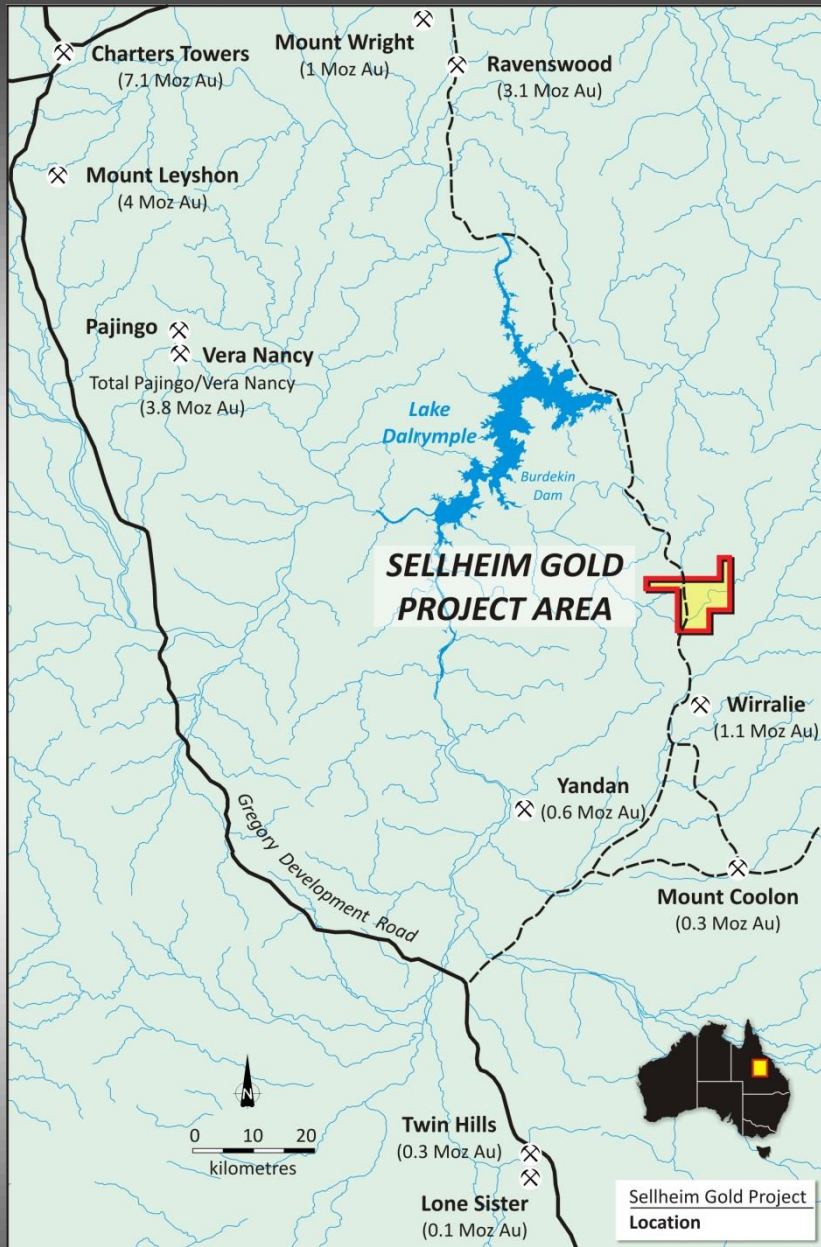 Charters Towers
(7.1 Moz Au)
Mount Wright
(1 Moz Au)
Ravenswood
(3.1 Moz Au)
Mount Leyshon
(4 Moz Au)
Pajingo
Vera Nancy
Total Pajingo/Vera Nancy
(3.8 Moz Au)
Lake
Dalrymple
Burdekin
Dam
SELLHEIM GOLD
PROJECT AREA
Wirralie
(1.1 Moz Au)
Yandan
(0.6 Moz Au)
Mount Coolon
(0.3 Moz Au)
Gregory Development Road
N
0 10 20
kilometres
Twin Hills
(0.3 Moz Au)
Lone Sister
(0.1 Moz Au)
Sellheim Gold Project
Location